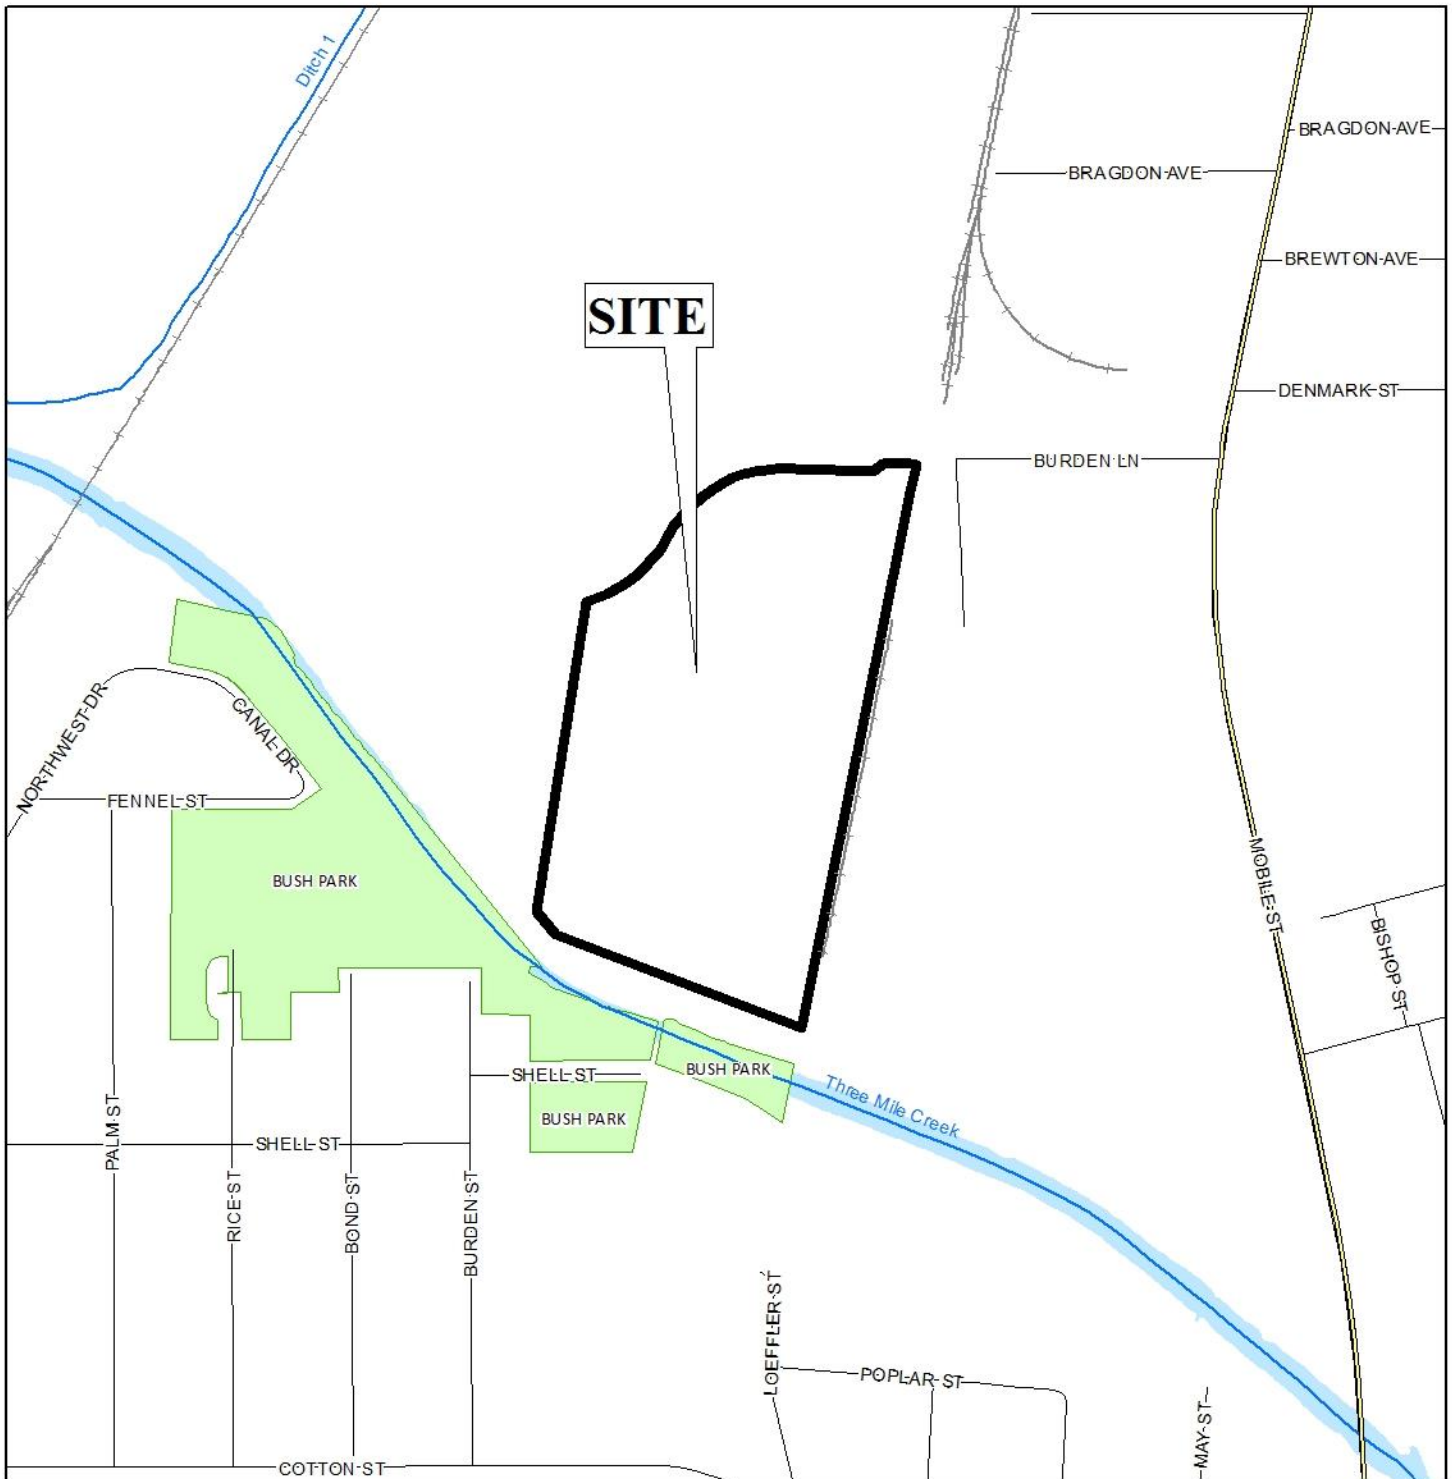 Ditch 1
BRAGDON AVE
BRAGDON AVE
BREWTON AVE
SITE
DENMARK ST
BURDEN LN
NORTHWEST DR
CANAL DR
FENNEL ST
BUSH PARK
MOBILE ST
BISHOP ST
SHELL ST
BUSH PARK
BUSH PARK
Three Mile Creek
PALM ST
SHELL ST
RICE ST
BOND ST
BURDEN ST
LOEFFLER ST
POPLAR ST
MAY ST
COTTON ST